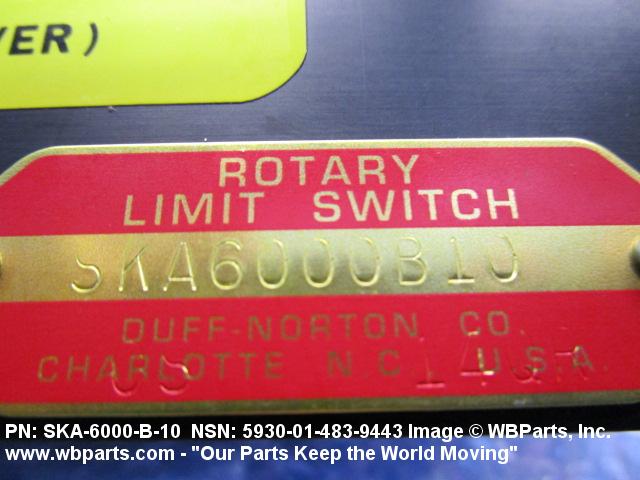 VER)
ROTARY
LIMIT SWITCH
SKA6000B10
DUFF-NORTON CO.
CHARLOTTE N.C. U.S.A.
PN: SKA-6000-B-10 NSN: 5930-01-483-9443 Image © WBParts, Inc.
www.wbparts.com - "Our Parts Keep the World Moving"